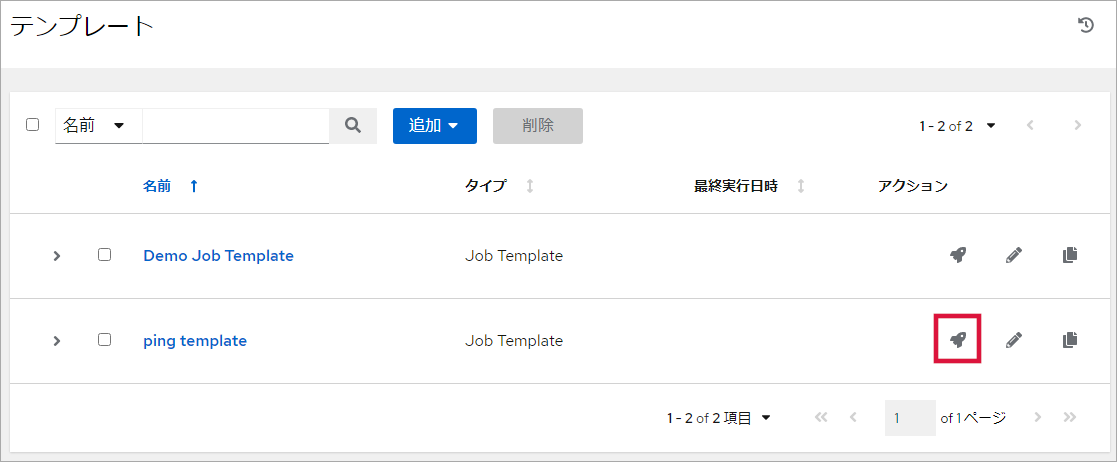 テンプレート
名前 追加 削除 1 - 2 of 2
名前 タイプ 最終実行日時 アクション
Demo Job Template Job Template
ping template Job Template
1 - 2 of 2 項目 1 of 1 ページ